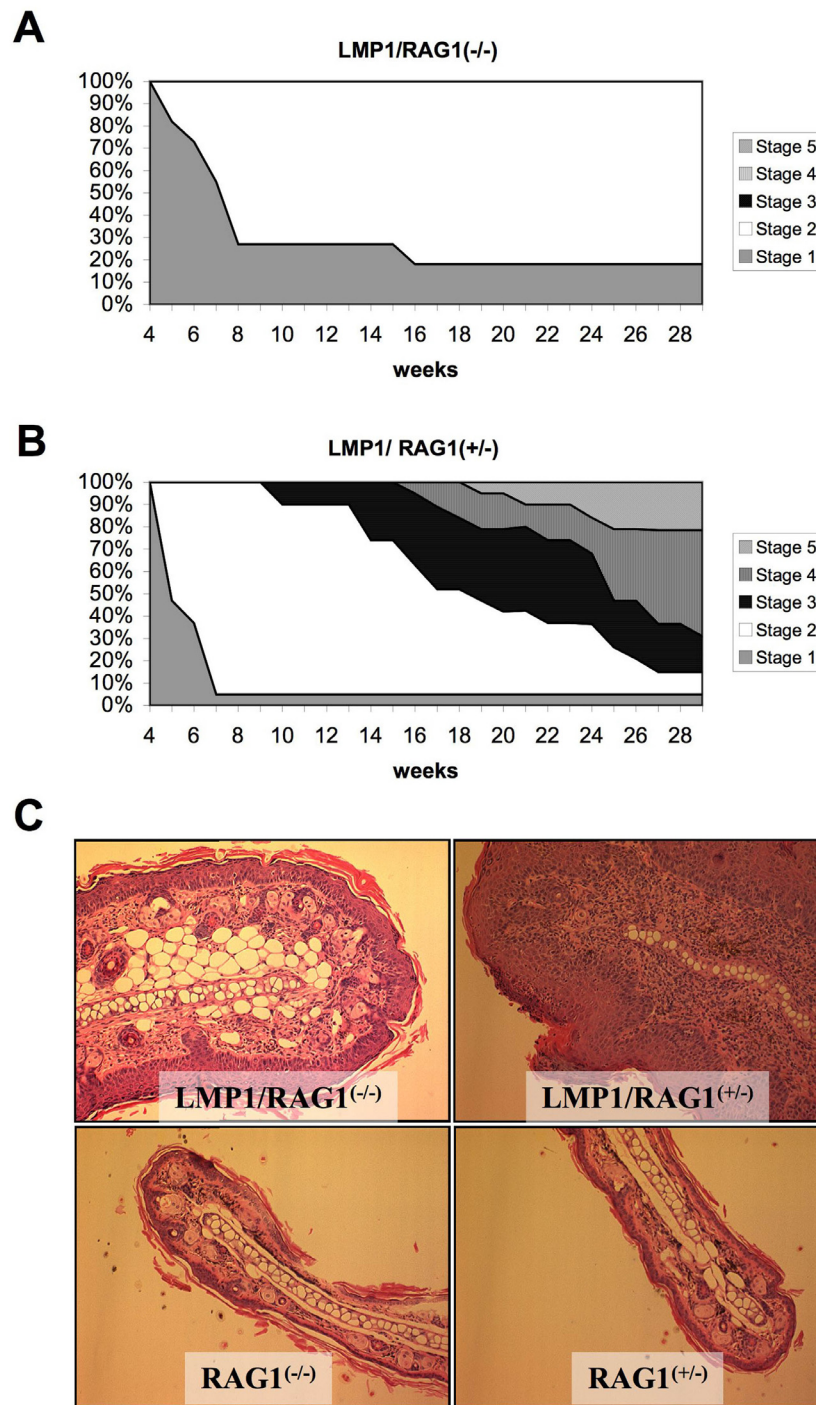 A
LMP1/RAG1(-/-)
100%
90%
80%
70%
60%
50%
40%
30%
20%
10%
0%
4 6 8 10 12 14 16 18 20 22 24 26 28
weeks
Stage 5
Stage 4
Stage 3
Stage 2
Stage 1
B
LMP1/ RAG1(+/-)
100%
90%
80%
70%
60%
50%
40%
30%
20%
10%
0%
4 6 8 10 12 14 16 18 20 22 24 26 28
weeks
Stage 5
Stage 4
Stage 3
Stage 2
Stage 1
C
LMP1/RAG1(-/-)
LMP1/RAG1(+/-)
RAG1(-/-)
RAG1(+/-)